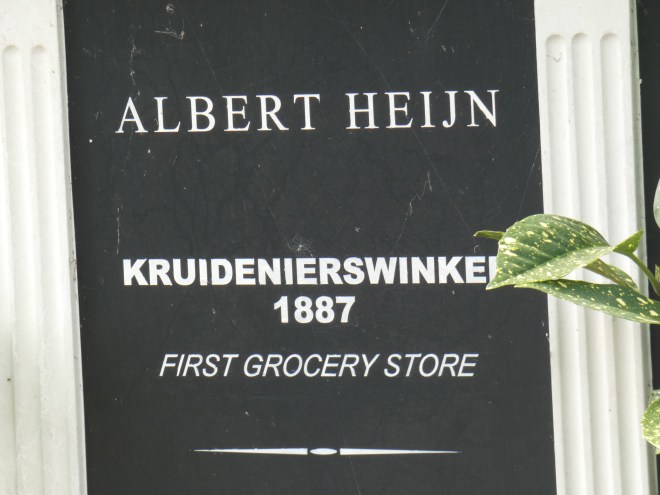 ALBERT HEIJN
KRUIDENIERSWINKEL
1887
FIRST GROCERY STORE